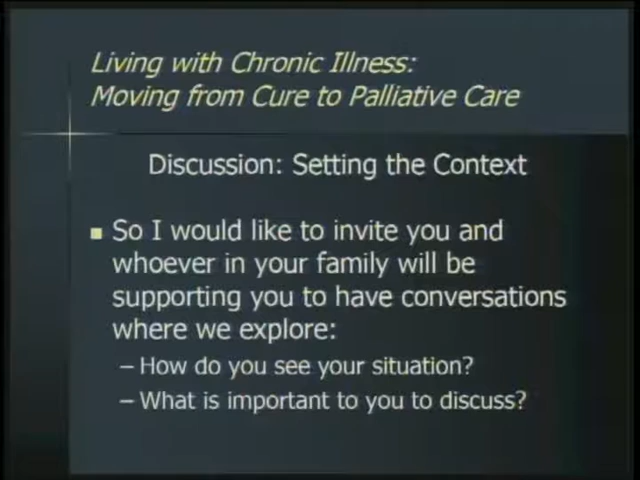 Living with Chronic Illness:
Moving from Cure to Palliative Care
Discussion: Setting the Context
So I would like to invite you and
whoever in your family will be
supporting you to have conversations
where we explore:
– How do you see your situation?
– What is important to you to discuss?